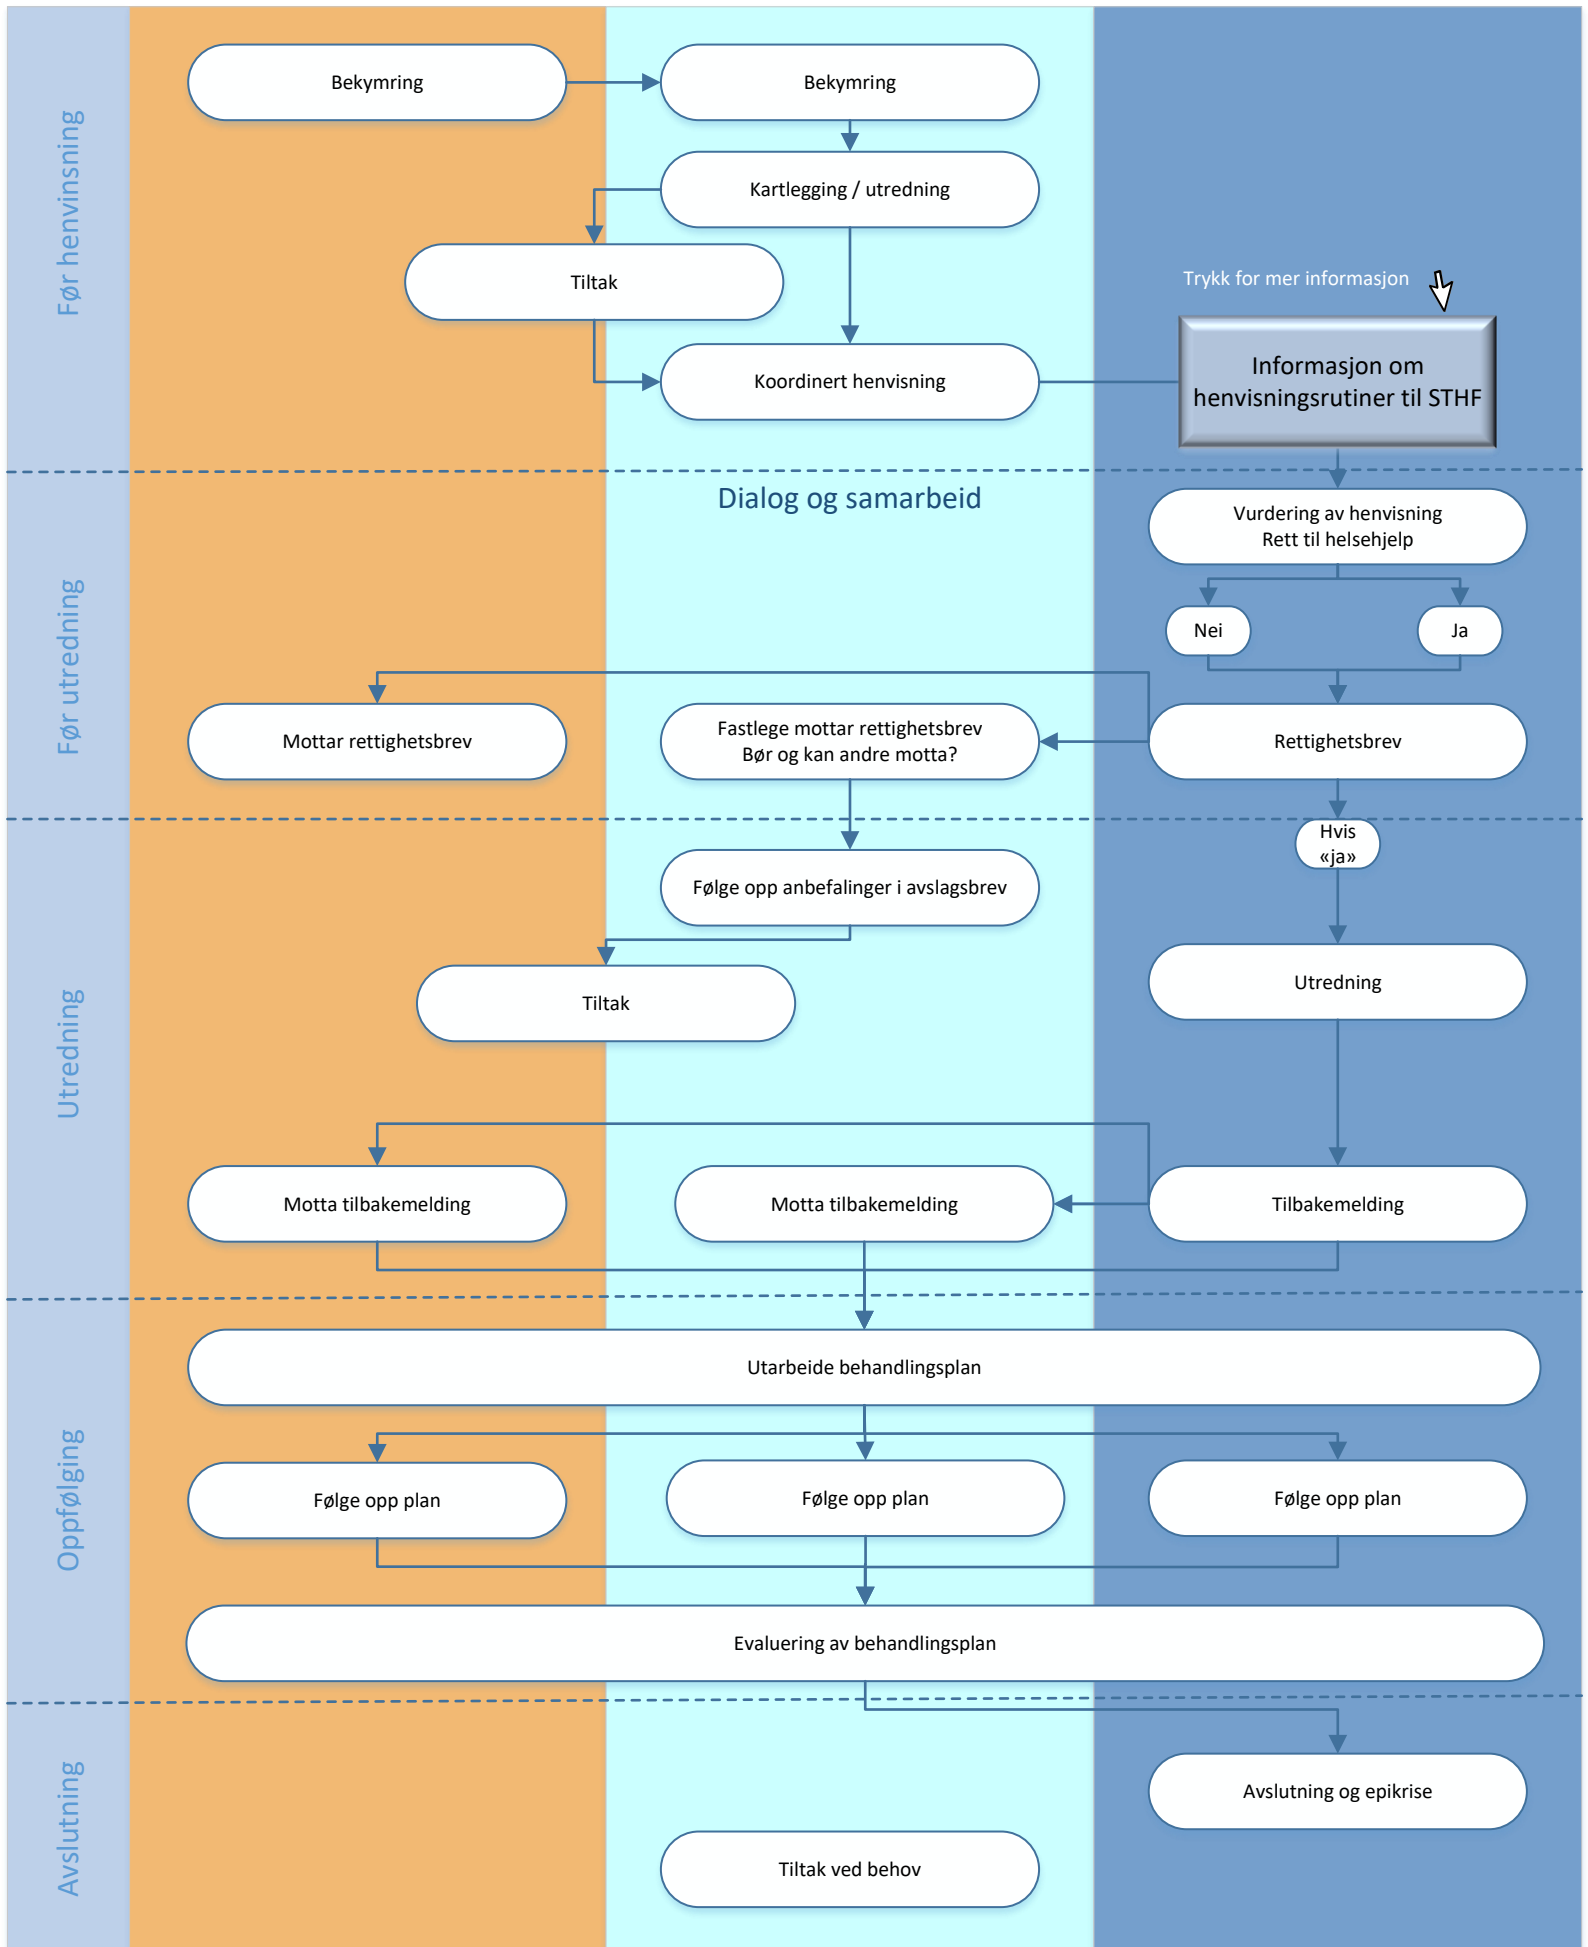 Før henvinsning
Bekymring
Bekymring
Kartlegging / utredning
Tiltak
Trykk for mer informasjon
Koordinert henvisning
Informasjon om
henvisningsrutiner til STHF
Dialog og samarbeid
Før utredning
Vurdering av henvisning
Rett til helsehjelp
Nei
Ja
Mottar rettighetsbrev
Fastlege mottar rettighetsbrev
Bør og kan andre motta?
Rettighetsbrev
Utredning
Hvis
«ja»
Følge opp anbefalinger i avslagsbrev
Utredning
Tiltak
Motta tilbakemelding
Motta tilbakemelding
Tilbakemelding
Oppfølging
Utarbeide behandlingsplan
Følge opp plan
Følge opp plan
Følge opp plan
Evaluering av behandlingsplan
Avslutning
Avslutning og epikrise
Tiltak ved behov